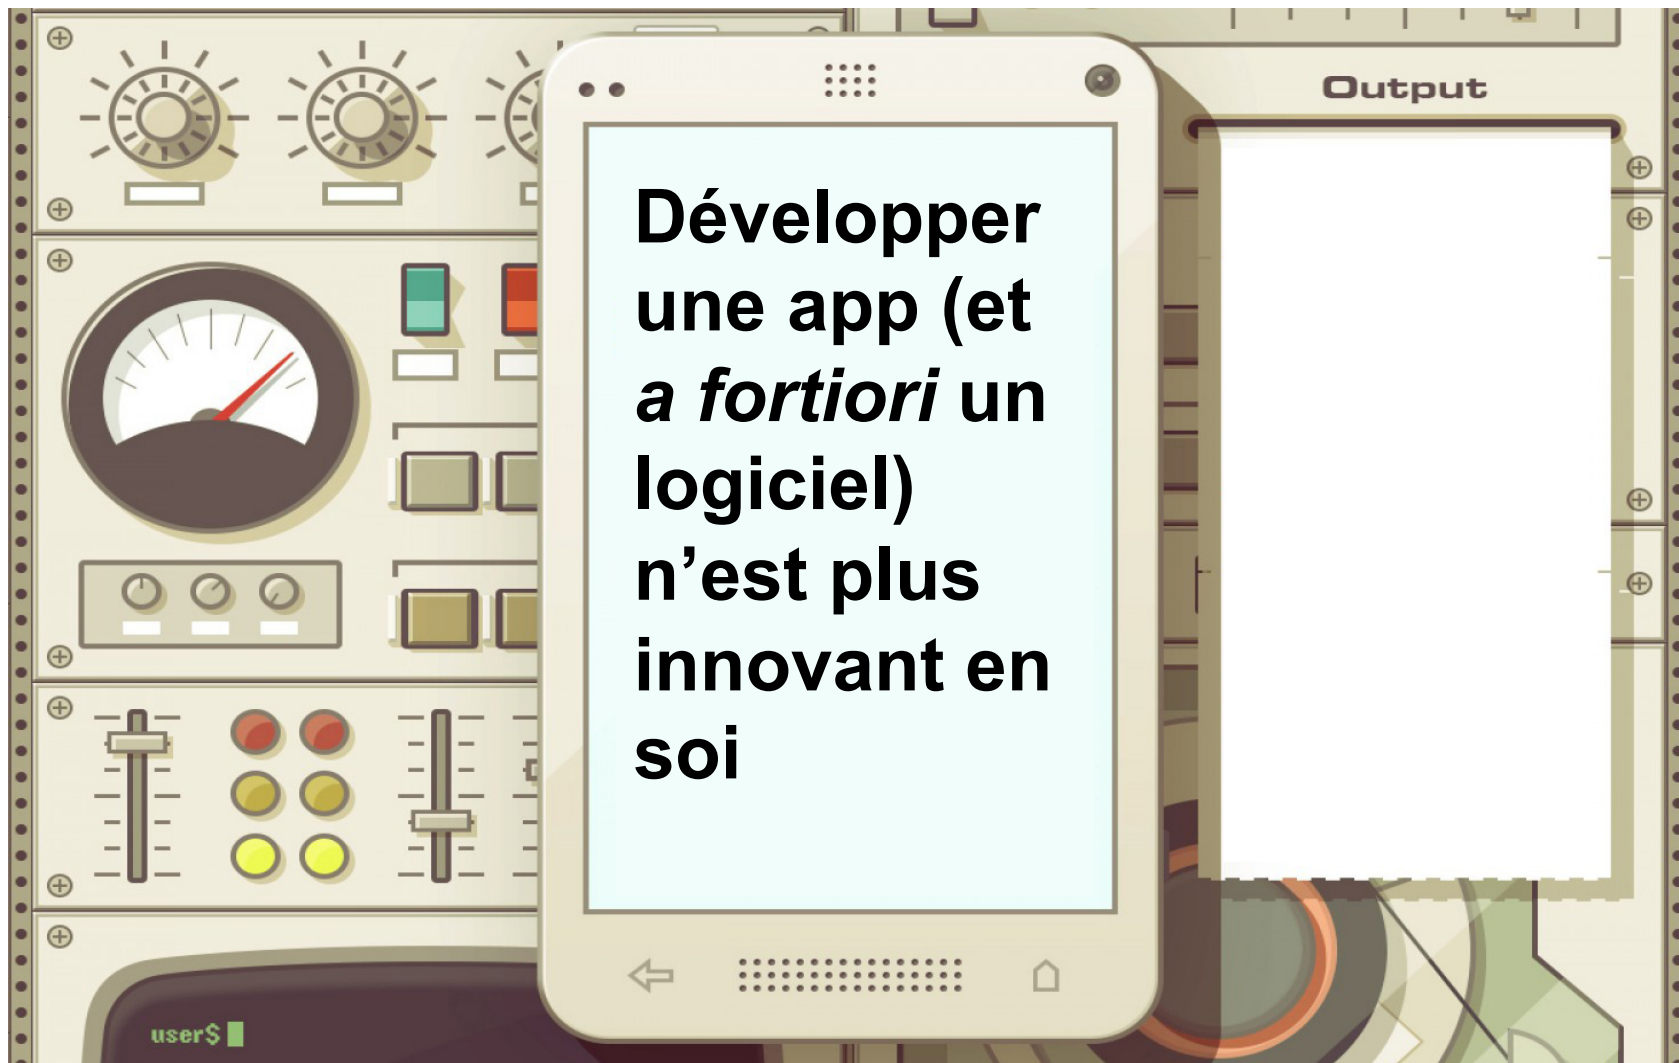 Output
Développer
une app (et
a fortiori un
logiciel)
n’est plus
innovant en
soi
user$